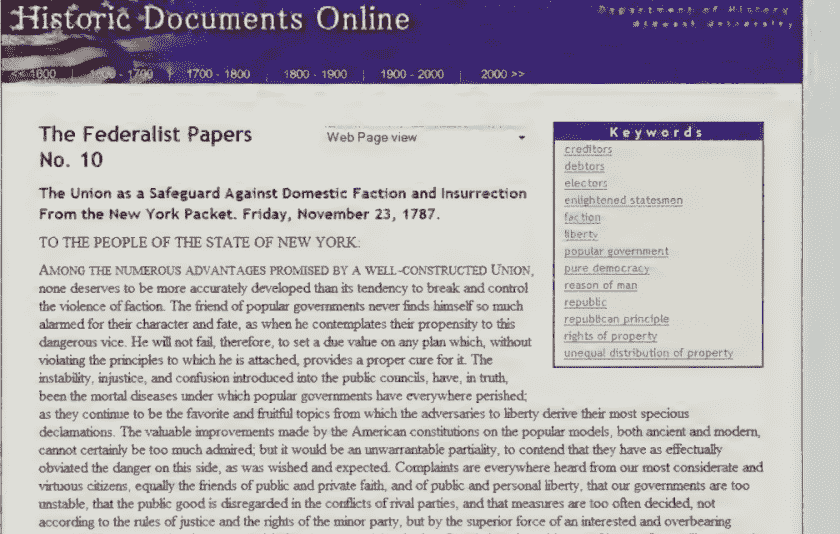 Historic Documents Online
Department of History
Midwest University
<< 1600 | 1600 - 1700 | 1700 - 1800 | 1800 - 1900 | 1900 - 2000 | 2000 >>
The Federalist Papers
No. 10
Web Page view
The Union as a Safeguard Against Domestic Faction and Insurrection
From the New York Packet. Friday, November 23, 1787.
TO THE PEOPLE OF THE STATE OF NEW YORK:
AMONG THE NUMEROUS ADVANTAGES PROMISED BY A WELL-CONSTRUCTED UNION,
none deserves to be more accurately developed than its tendency to break and control
the violence of faction. The friend of popular governments never finds himself so much
alarmed for their character and fate, as when he contemplates their propensity to this
dangerous vice. He will not fail, therefore, to set a due value on any plan which, without
violating the principles to which he is attached, provides a proper cure for it. The
instability, injustice, and confusion introduced into the public councils, have, in truth,
been the mortal diseases under which popular governments have everywhere perished;
as they continue to be the favorite and fruitful topics from which the adversaries to liberty derive their most specious
declamations. The valuable improvements made by the American constitutions on the popular models, both ancient and modern,
cannot certainly be too much admired; but it would be an unwarrantable partiality, to contend that they have as effectually
obviated the danger on this side, as was wished and expected. Complaints are everywhere heard from our most considerate and
virtuous citizens, equally the friends of public and private faith, and of public and personal liberty, that our governments are too
unstable, that the public good is disregarded in the conflicts of rival parties, and that measures are too often decided, not
according to the rules of justice and the rights of the minor party, but by the superior force of an interested and overbearing
Keywords
creditors
debtors
electors
enlightened statesmen
faction
liberty
popular government
pure democracy
reason of man
republic
republican principle
rights of property
unequal distribution of property